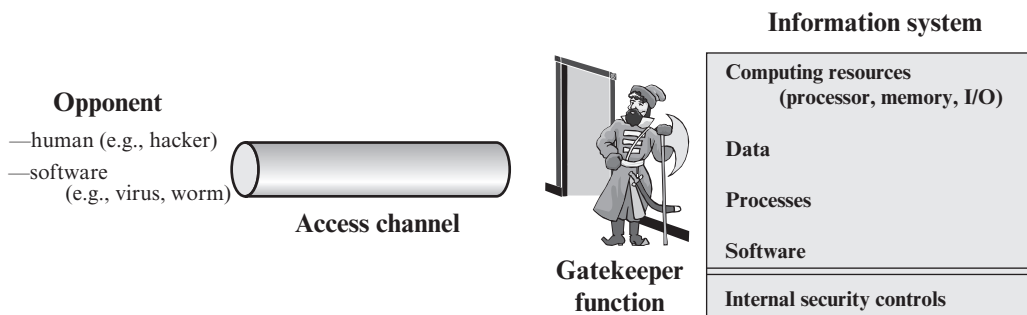 Information system
Opponent
—human (e.g., hacker)
—software
(e.g., virus, worm)
Access channel
Gatekeeper
function
Computing resources
(processor, memory, I/O)
Data
Processes
Software
Internal security controls